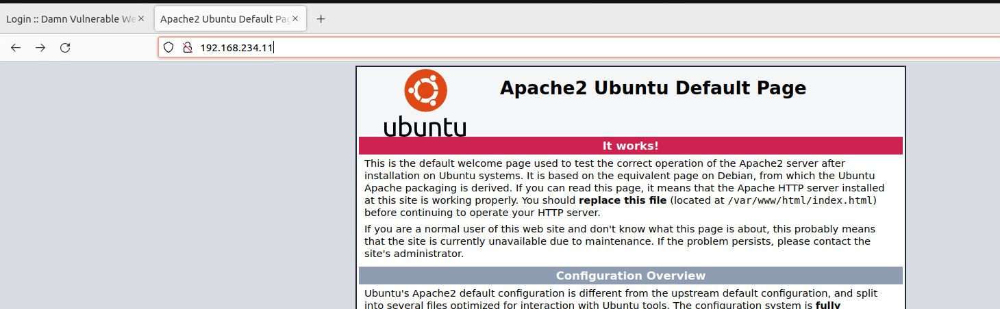 Login :: Damn Vulnerable We
Apache2 Ubuntu Default Pag
192.168.234.11
Apache2 Ubuntu Default Page
ubuntu
It works!
This is the default welcome page used to test the correct operation of the Apache2 server after
installation on Ubuntu systems. It is based on the equivalent page on Debian, from which the Ubuntu
Apache packaging is derived. If you can read this page, it means that the Apache HTTP server installed
at this site is working properly. You should replace this file (located at /var/www/html/index.html)
before continuing to operate your HTTP server.
If you are a normal user of this web site and don't know what this page is about, this probably means
that the site is currently unavailable due to maintenance. If the problem persists, please contact the
site's administrator.
Configuration Overview
Ubuntu's Apache2 default configuration is different from the upstream default configuration, and split
into several files optimized for interaction with Ubuntu tools. The configuration system is fully